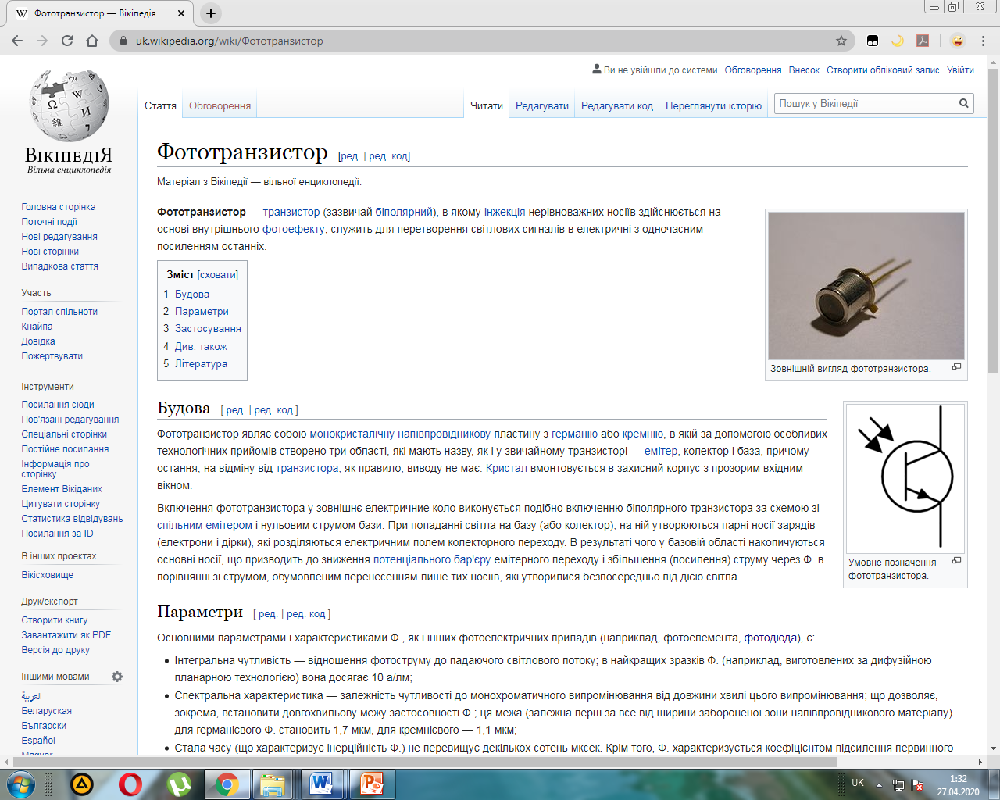 Фототранзистор — Вікіпедія
uk.wikipedia.org/wiki/Фототранзистор
Ви не увійшли до системи Обговорення Внесок Створити обліковий запис Увійти
Стаття Обговорення Читати Редагувати Редагувати код Переглянути історію Пошук у Вікіпедії
ВікіпедіЯ
Вільна енциклопедія
Головна сторінка
Поточні події
Нові редагування
Нові сторінки
Випадкова стаття
Участь
Портал спільноти
Кнайпа
Довідка
Пожертвувати
Інструменти
Посилання сюди
Пов'язані редагування
Спеціальні сторінки
Постійне посилання
Інформація про
сторінку
Елемент Вікіданих
Цитувати сторінку
Статистика відвідувань
Посилання за ID
В інших проектах
Вікісховище
Друк/експорт
Створити книгу
Завантажити як PDF
Версія до друку
Іншими мовами
العربية
Беларуская
Български
Español
Magyar
Фототранзистор [ред. | ред. код]
Матеріал з Вікіпедії — вільної енциклопедії.
Фототранзистор — транзистор (зазвичай біполярний), в якому інжекція нерівноважних носіїв здійснюється на
основі внутрішнього фотоефекту; служить для перетворення світлових сигналів в електричні з одночасним
посиленням останніх.
Зміст [сховати]
1 Будова
2 Параметри
3 Застосування
4 Див. також
5 Література
Зовнішній вигляд фототранзистора.
Будова [ ред. | ред. код ]
Фототранзистор являє собою монокристалічну напівпровідникову пластину з германію або кремнію, в якій за допомогою особливих
технологічних прийомів створено три області, які мають назву, як і у звичайному транзисторі — емітер, колектор і база, причому
остання, на відміну від транзистора, як правило, виводу не має. Кристал вмонтовується в захисний корпус з прозорим вхідним
вікном.
Включення фототранзистора у зовнішнє електричние коло виконується подібно включенню біполярного транзистора за схемою зі
спільним емітером і нульовим струмом бази. При попаданні світла на базу (або колектор), на ній утворюються парні носії зарядів
(електрони і дірки), які розділяються електричним полем колекторного переходу. В результаті чого у базовій області накопичуються
основні носії, що призводить до зниження потенціального бар'єру емітерного переходу і збільшення (посилення) струму через Ф. в
порівнянні зі струмом, обумовленим перенесенням лише тих носіїв, які утворилися безпосередньо під дією світла.
Умовне позначення
фототранзистора.
Параметри [ ред. | ред. код ]
Основними параметрами і характеристиками Ф., як і інших фотоелектричних приладів (наприклад, фотоелемента, фотодіода), є:
Інтегральна чутливість — відношення фотоструму до падаючого світлового потоку; в найкращих зразків Ф. (наприклад, виготовлених за дифузійною
планарною технологією) вона досягає 10 а/лм;
Спектральна характеристика — залежність чутливості до монохроматичного випромінювання від довжини хвилі цього випромінювання; що дозволяє,
зокрема, встановити довгохвильову межу застосовності Ф.; ця межа (залежна перш за все від ширини забороненої зони напівпровідникового матеріалу)
для германієвого Ф. становить 1,7 мкм, для кремнієвого — 1,1 мкм;
Стала часу (що характеризує інерційність Ф.) не перевищує декількох сотень мксек. Крім того, Ф. характеризується коефіцієнтом підсилення первинного
UK
1:32
27.04.2020